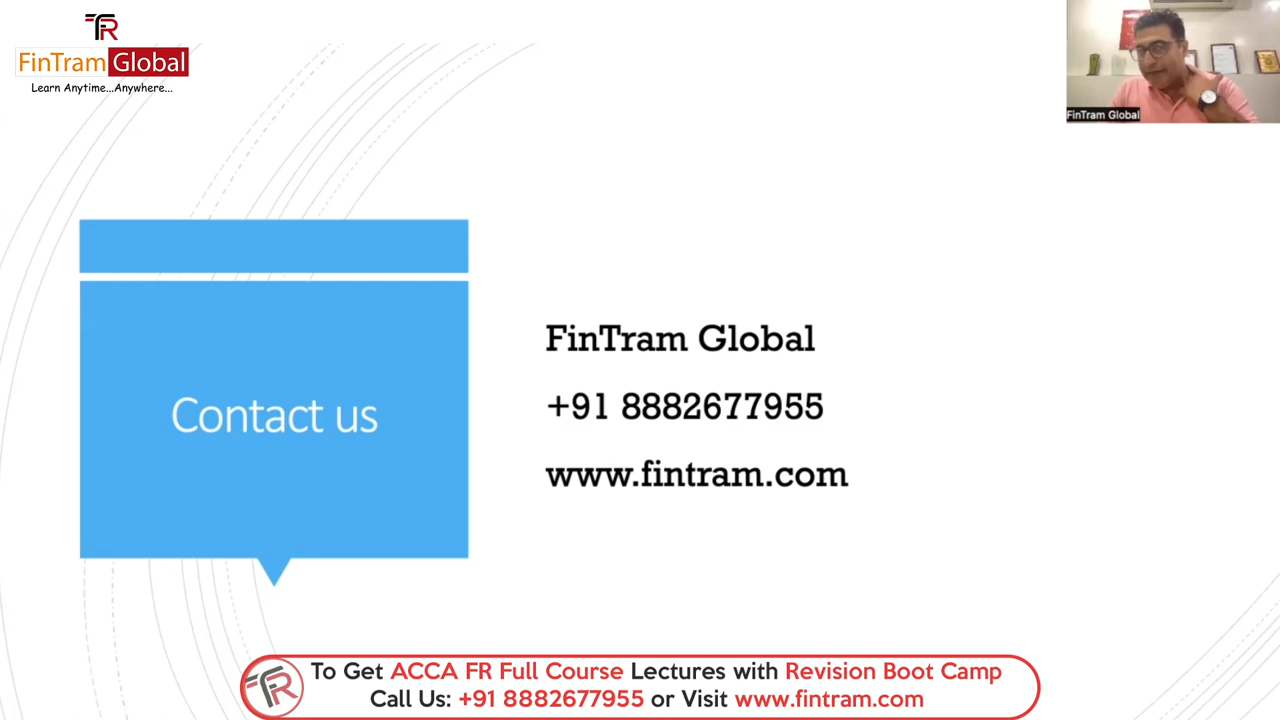 FR
FinTram Global
Learn Anytime...Anywhere...
FinTram Global
Contact us
FinTram Global
+91 8882677955
www.fintram.com
To Get ACCA FR Full Course Lectures with Revision Boot Camp
Call Us: +91 8882677955 or Visit www.fintram.com